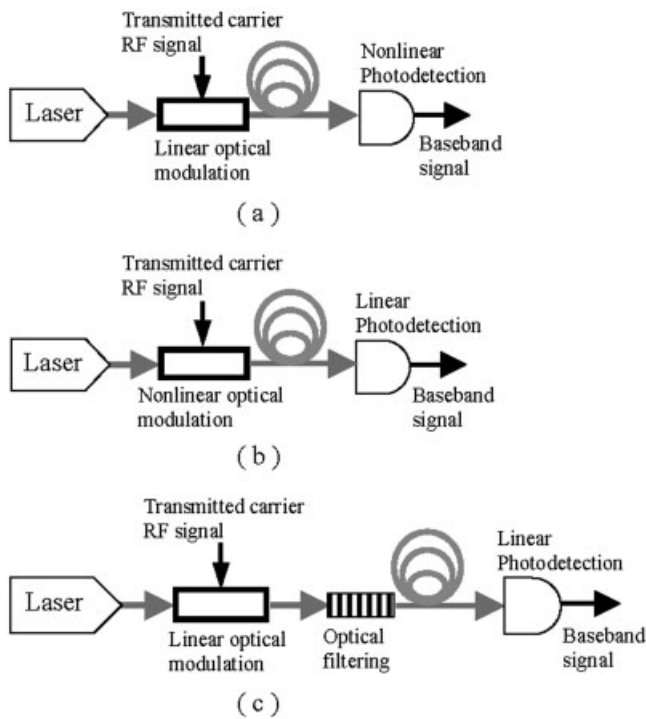 Transmitted carrier
RF signal
Nonlinear
Photodetection
Laser
Linear optical
modulation
Baseband
signal
( a )
Transmitted carrier
RF signal
Linear
Photodetection
Laser
Nonlinear optical
modulation
Baseband
signal
( b )
Transmitted carrier
RF signal
Linear
Photodetection
Laser
Linear optical
modulation
Optical
filtering
Baseband
signal
( c )